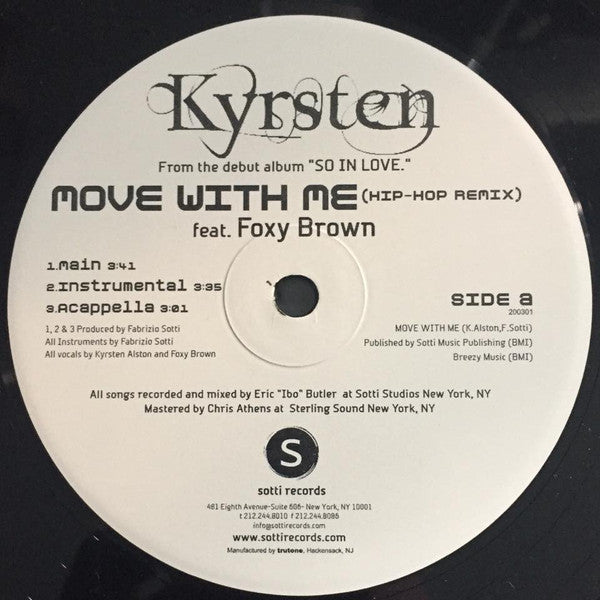 Kyrsten
From the debut album "SO IN LOVE."
MOVE WITH ME (HIP-HOP REMIX)
feat. Foxy Brown
1.Main 3:41
2.Instrumental 3:35
3.Acappella 3:01
SIDE a
200301
1, 2 & 3 Produced by Fabrizio Sotti
All Instruments by Fabrizio Sotti
All vocals by Kyrsten Alston and Foxy Brown
MOVE WITH ME (K.Alston,F.Sotti)
Published by Sotti Music Publishing (BMI)
Breezy Music (BMI)
All songs recorded and mixed by Eric "Ibo" Butler at Sotti Studios New York, NY
Mastered by Chris Athens at Sterling Sound New York, NY
S
sotti records
481 Eighth Avenue-Suite 606- New York, NY 10001
t 212.244.8010 f 212.244.8086
info@sottirecords.com
www.sottirecords.com
Manufactured by trutone, Hackensack, NJ